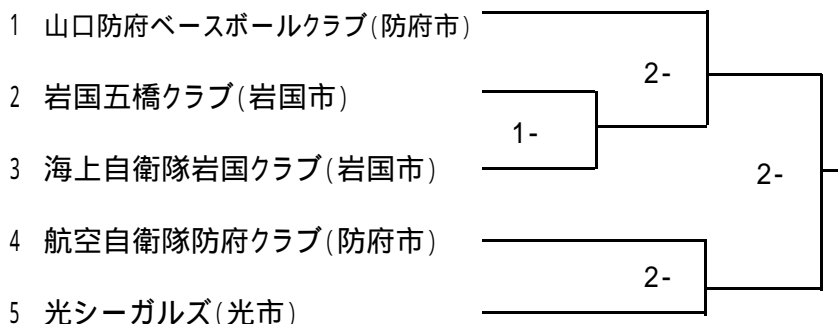 1 山口防府ベースボールクラブ(防府市)
2-
2 岩国五橋クラブ(岩国市)
1-
3 海上自衛隊岩国クラブ(岩国市)
2-
4 航空自衛隊防府クラブ(防府市)
2-
5 光シーガルズ(光市)